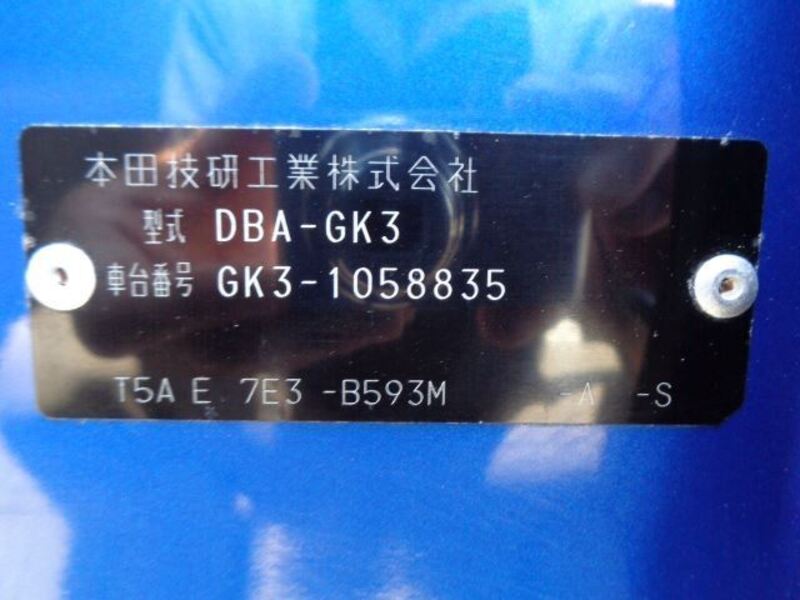 本田技研工業株式会社
型式 DBA-GK3
車台番号 GK3-1058835
T5A E 7E3 -B593M -A -S